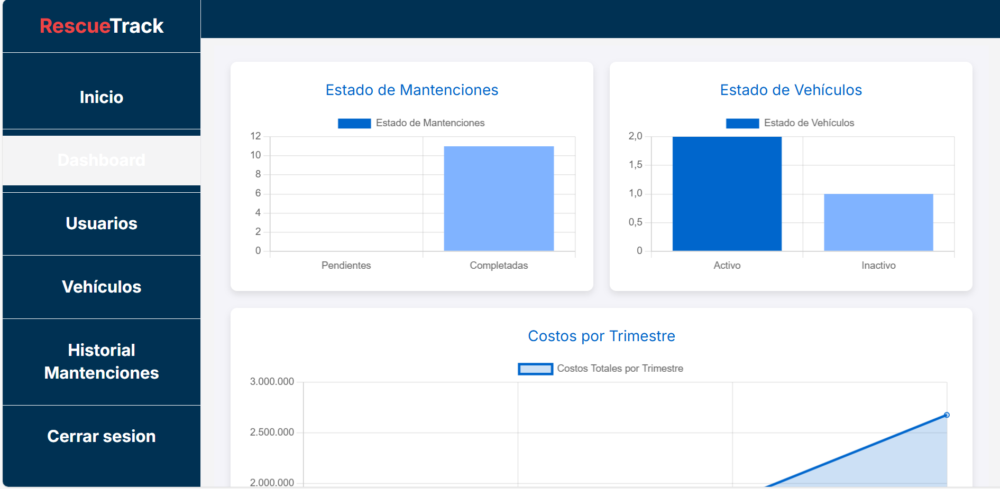 RescueTrack
Inicio
Dashboard
Usuarios
Vehículos
Historial
Mantenciones
Cerrar sesion
Estado de Mantenciones
Estado de Mantenciones
12
10
8
6
4
2
0
Pendientes
Completadas
Estado de Vehículos
Estado de Vehículos
2,0
1,5
1,0
0,5
0
Activo
Inactivo
Costos por Trimestre
Costos Totales por Trimestre
3.000.000
2.500.000
2.000.000